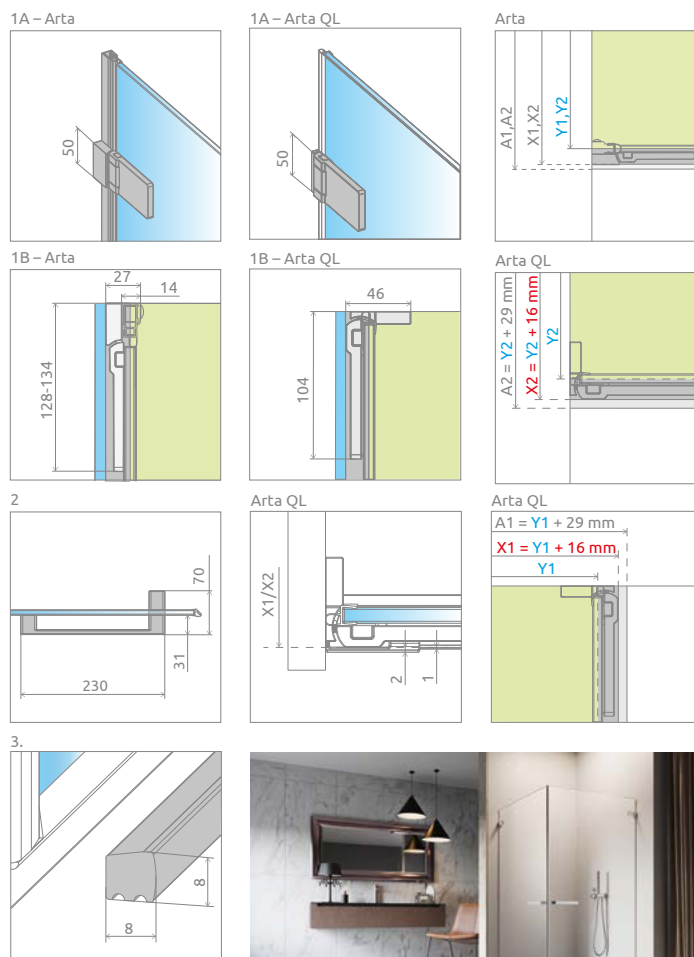 1A – Arta
50
1A – Arta QL
50
Arta
A1,A2
X1,X2
Y1,Y2
1B – Arta
27
14
128-134
1B – Arta QL
46
104
Arta QL
A2 = Y2 + 29 mm
X2 = Y2 + 16 mm
Y2
2
70
31
230
Arta QL
X1/X2
2
1
Arta QL
A1 = Y1 + 29 mm
X1 = Y1 + 16 mm
Y1
3.
8
8